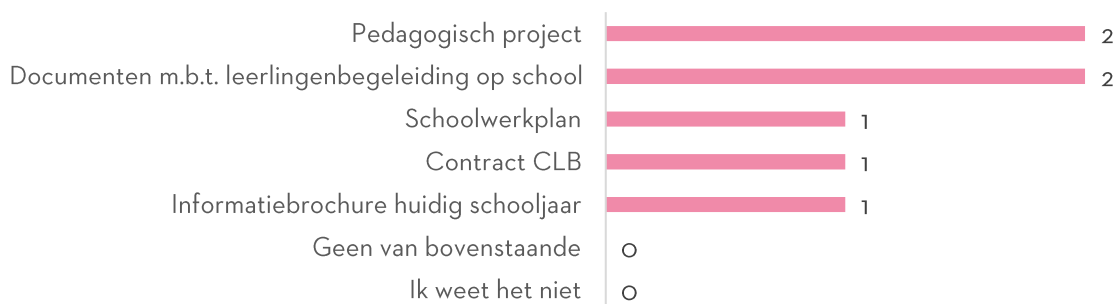 Pedagogisch project 2
Documenten m.b.t. leerlingenbegeleiding op school 2
Schoolwerkplan 1
Contract CLB 1
Informatiebrochure huidig schooljaar 1
Geen van bovenstaande 0
Ik weet het niet 0